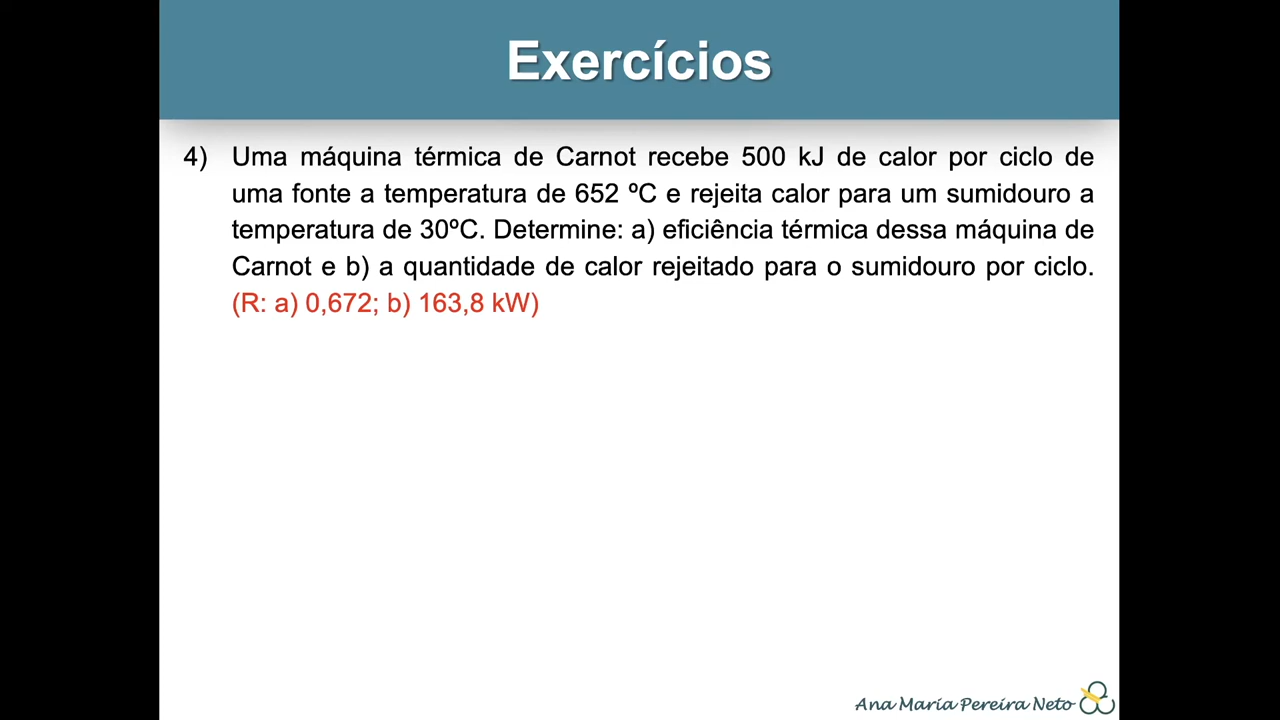 Exercícios
4) Uma máquina térmica de Carnot recebe 500 kJ de calor por ciclo de
uma fonte a temperatura de 652 ºC e rejeita calor para um sumidouro a
temperatura de 30ºC. Determine: a) eficiência térmica dessa máquina de
Carnot e b) a quantidade de calor rejeitado para o sumidouro por ciclo.
(R: a) 0,672; b) 163,8 kW)
Ana Maria Pereira Neto